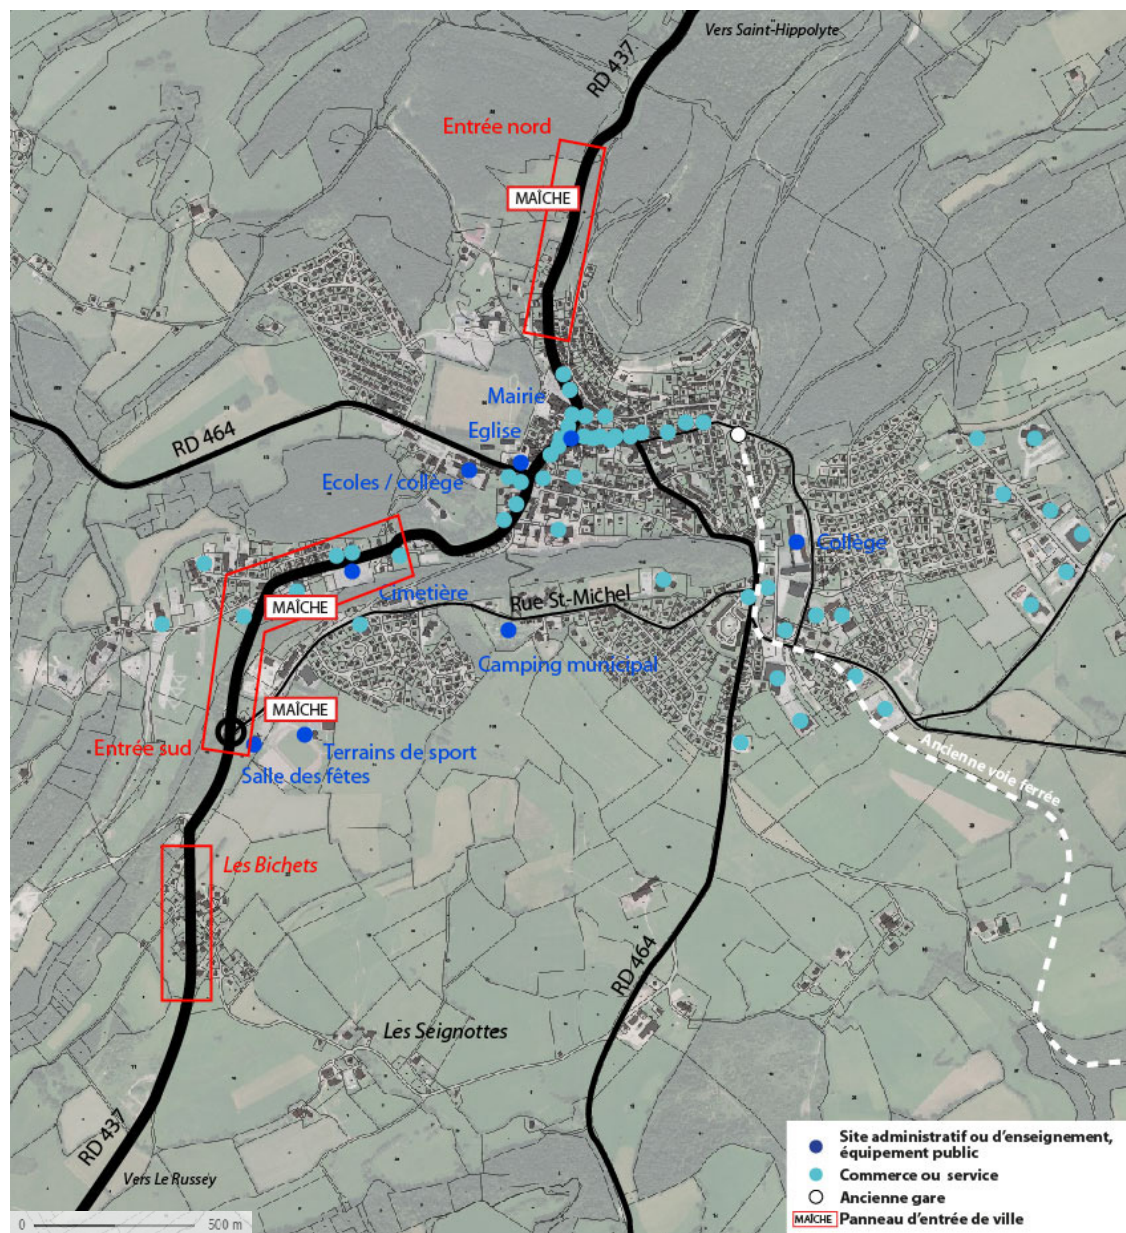 Vers Saint-Hippolyte
RD 437
Entrée nord
MAÎCHE
Mairie
Eglise
RD 464
Ecoles / collège
Collège
Cimetière
MAÎCHE
Rue St-Michel
Camping municipal
MAÎCHE
Entrée sud
Terrains de sport
Salle des fêtes
Ancienne voie ferrée
Les Bichets
RD 464
Les Seignottes
RD 437
Vers Le Russey
Site administratif ou d'enseignement,
équipement public
Commerce ou service
Ancienne gare
MAÎCHE Panneau d'entrée de ville
0 500 m